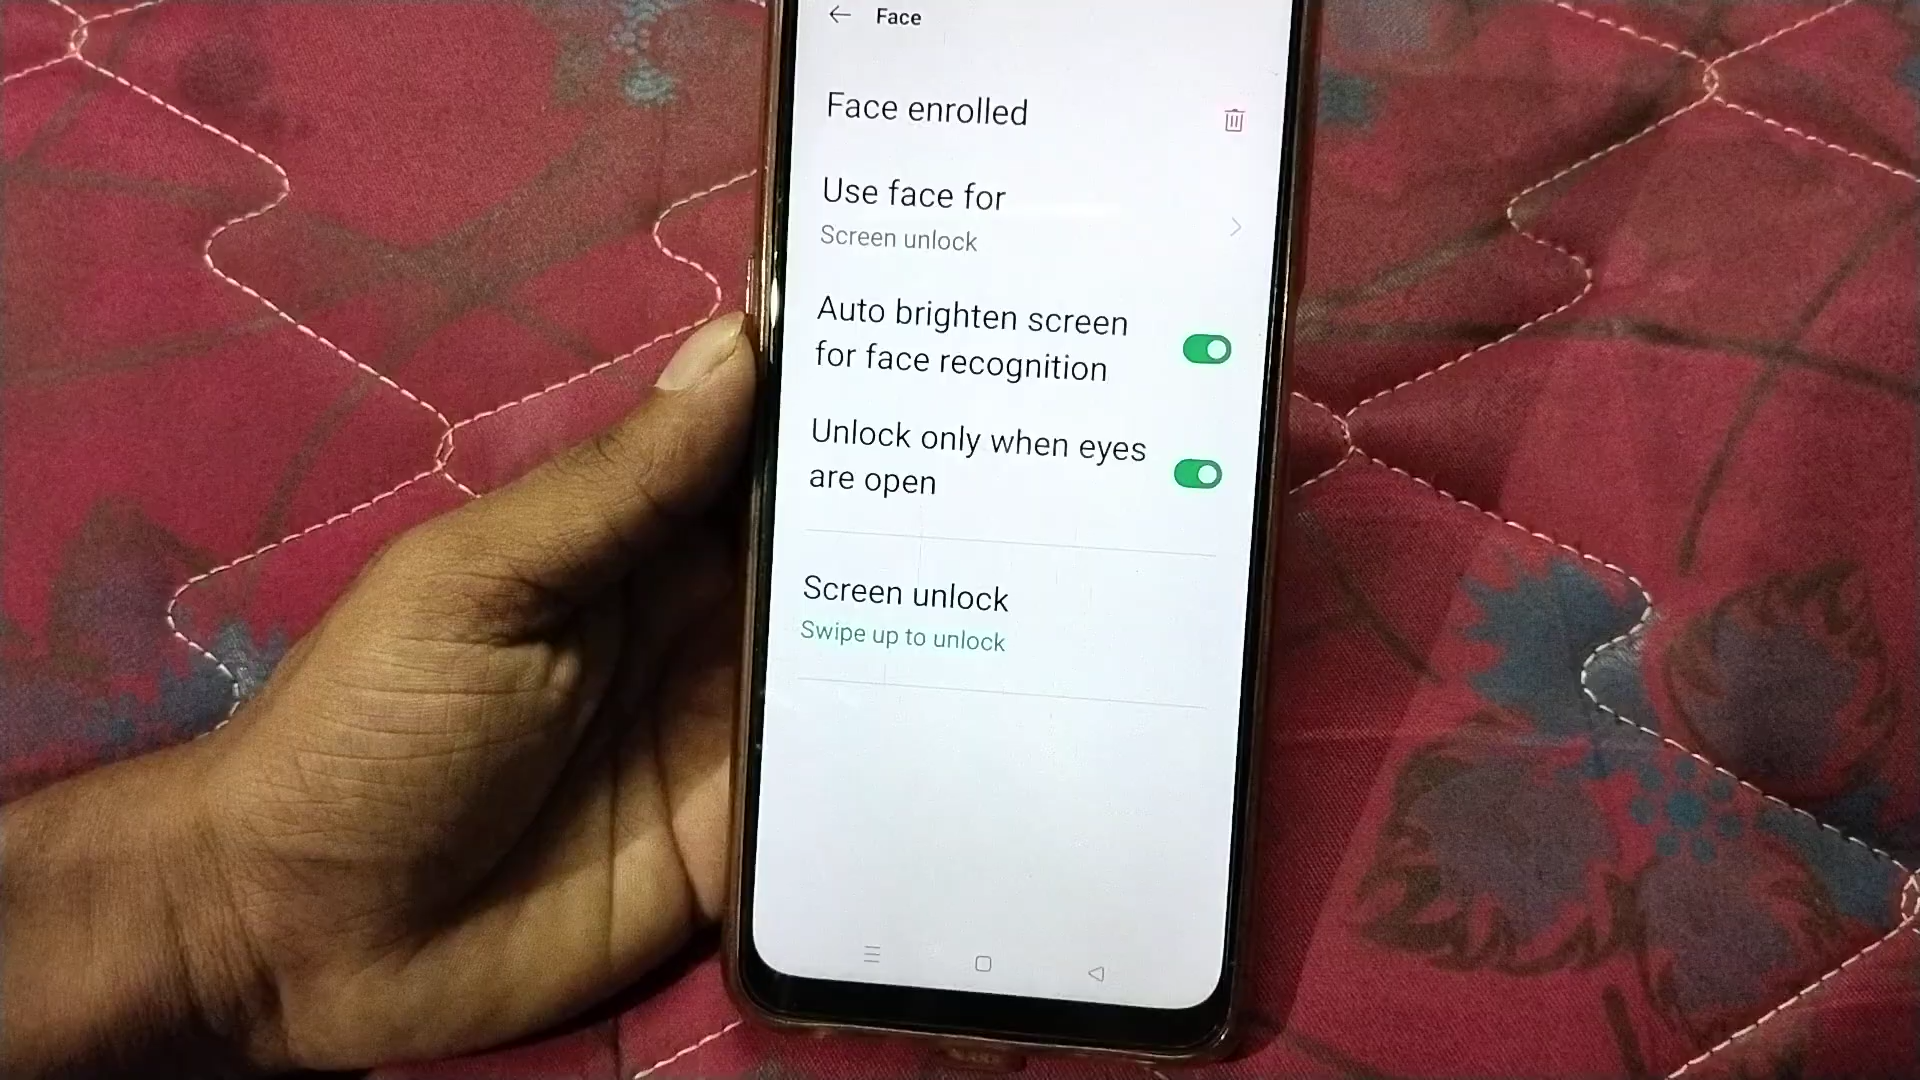 Face
Face enrolled
Use face for
Screen unlock
Auto brighten screen
for face recognition
Unlock only when eyes
are open
Screen unlock
Swipe up to unlock